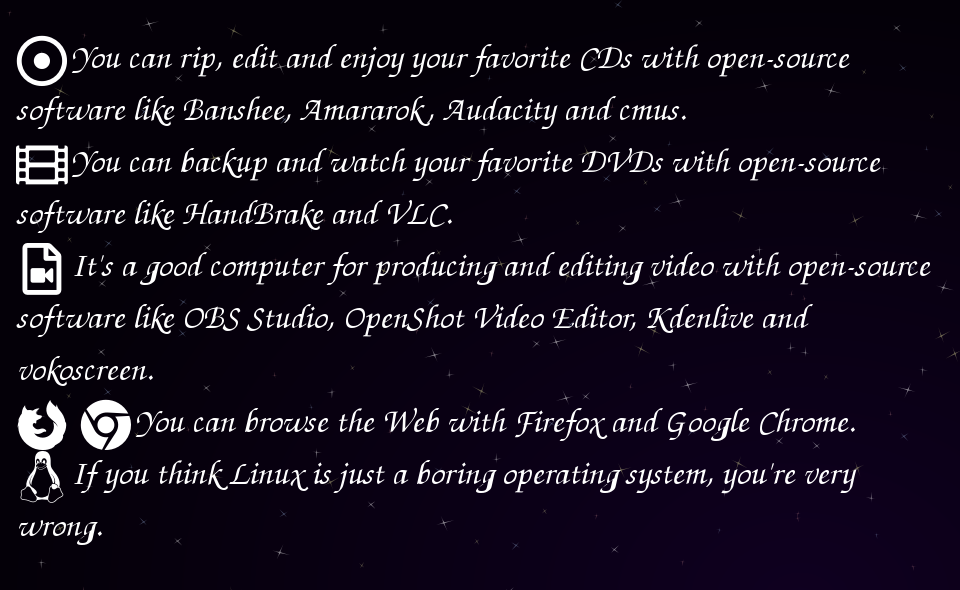 You can rip, edit and enjoy your favorite CDs with open-source
software like Banshee, Amararok, Audacity and cmus.
You can backup and watch your favorite DVDs with open-source
software like HandBrake and VLC.
It's a good computer for producing and editing video with open-source
software like OBS Studio, OpenShot Video Editor, Kdenlive and
vokoscreen.
You can browse the Web with Firefox and Google Chrome.
If you think Linux is just a boring operating system, you're very
wrong.